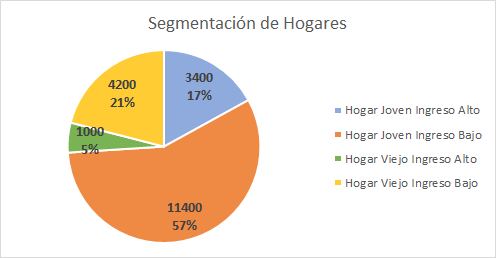 Segmentación de Hogares
4200
21%
3400
17%
1000
5%
11400
57%
Hogar Joven Ingreso Alto
Hogar Joven Ingreso Bajo
Hogar Viejo Ingreso Alto
Hogar Viejo Ingreso Bajo